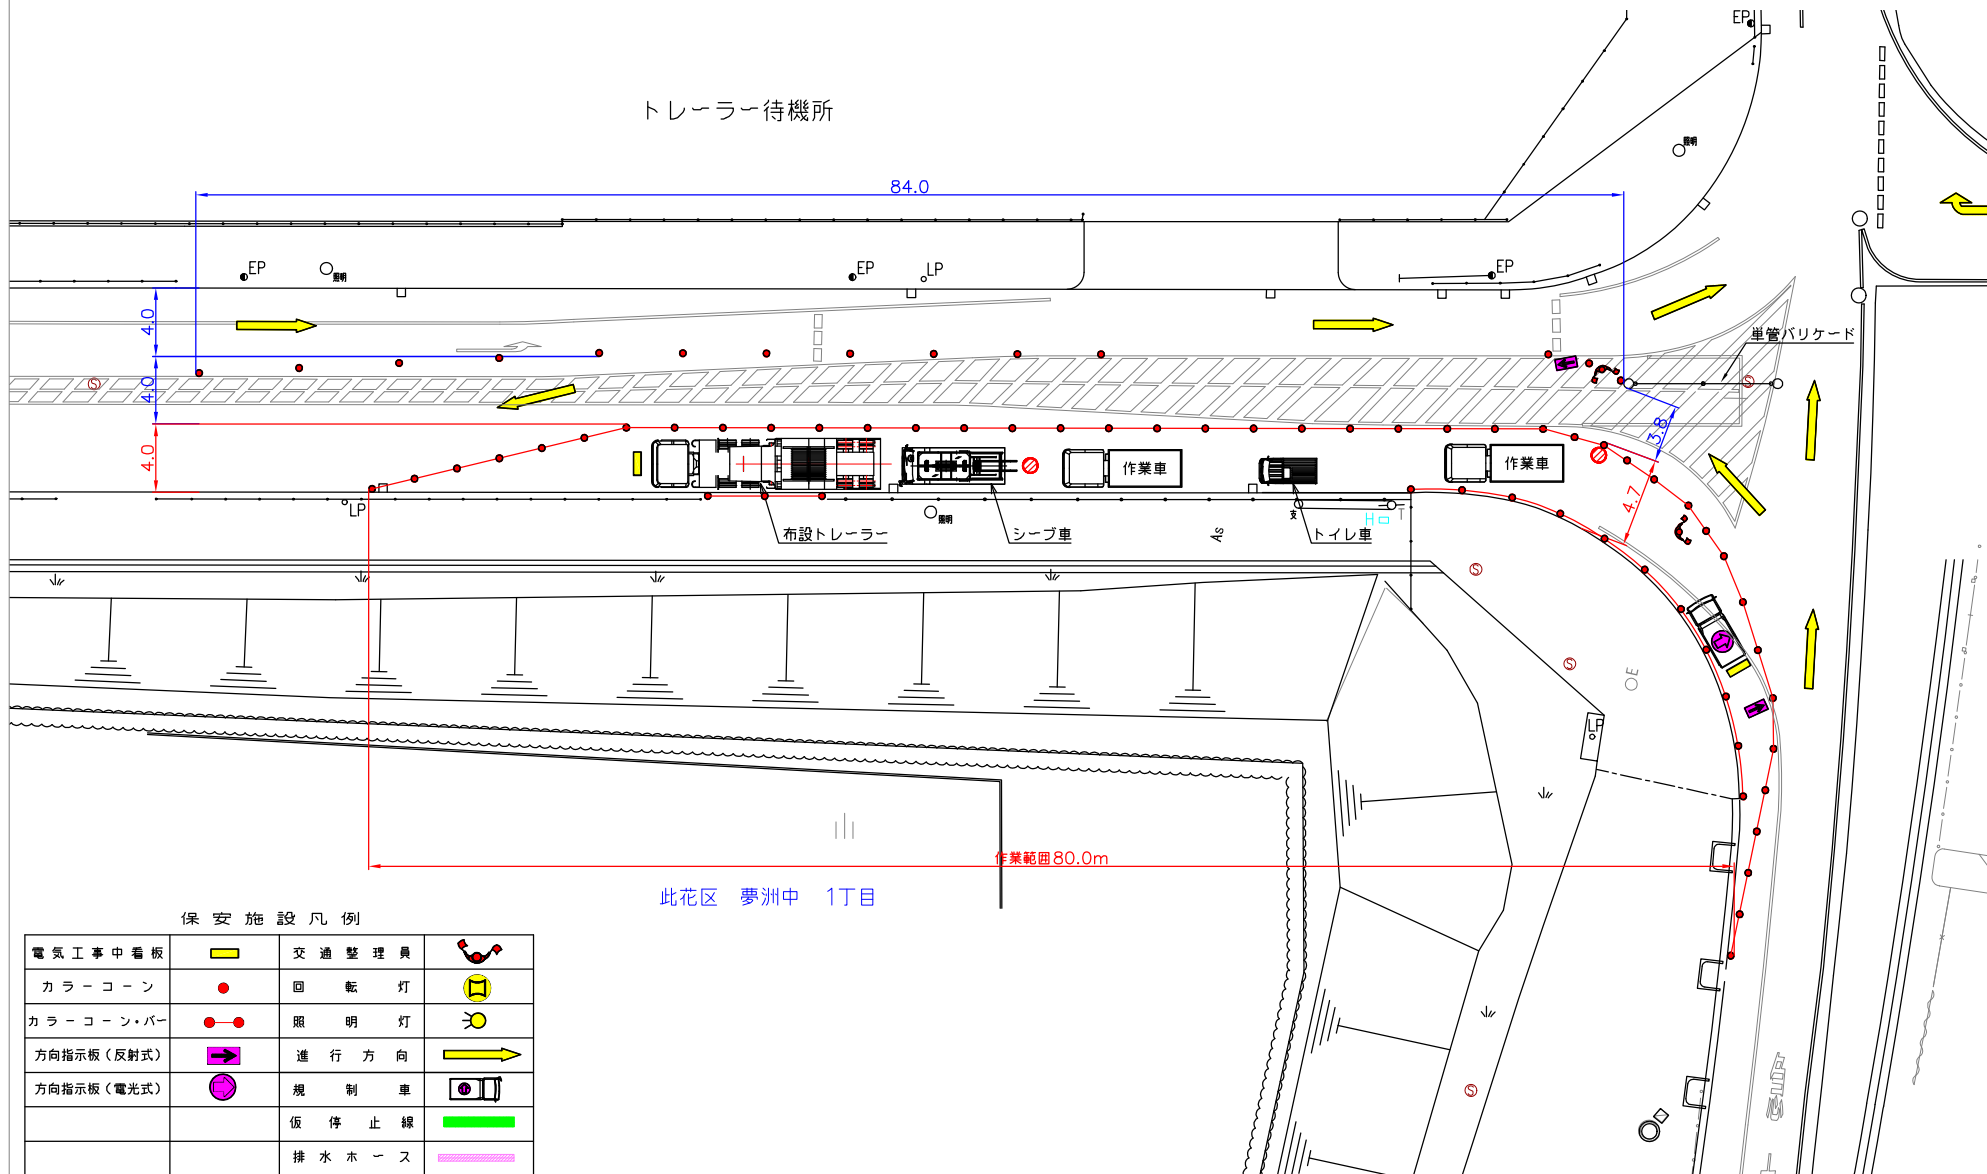 EP
トレーラー待機所
照明
84.0
EP
照明
EP
LP
EP
4.0
単管バリケード
S
S
4.0
3.8
4.0
作業車
作業車
4.7
LP
照明
支
H
T
布設トレーラー
シーブ車
As
トイレ車
S
S
E
LP
作業範囲80.0m
此花区 夢洲中 1丁目
保安施設凡例
電気工事中看板
交通整理員
カラーコーン
回転灯
カラーコーン・バー
照明灯
方向指示板(反射式)
進行方向
方向指示板(電光式)
規制車
仮停止線
排水ホース
S